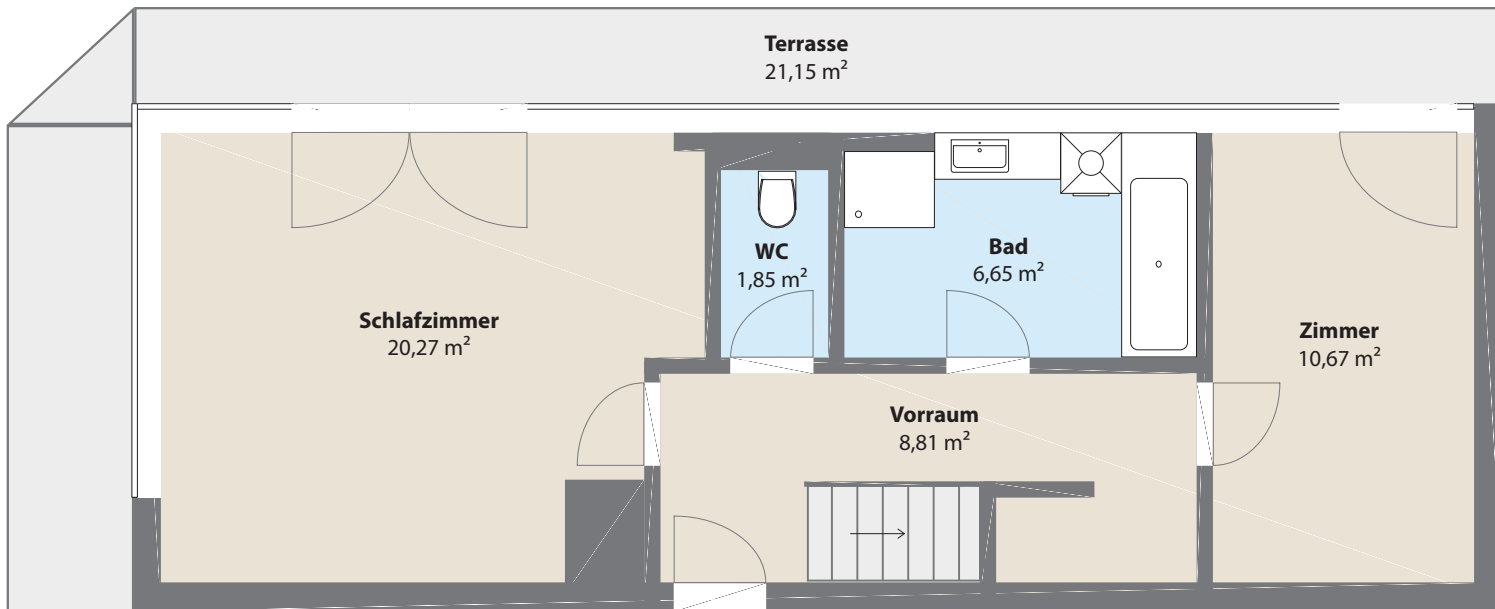 Terrasse
21,15 m²
WC
1,85 m²
Bad
6,65 m²
Schlafzimmer
20,27 m²
Zimmer
10,67 m²
Vorraum
8,81 m²